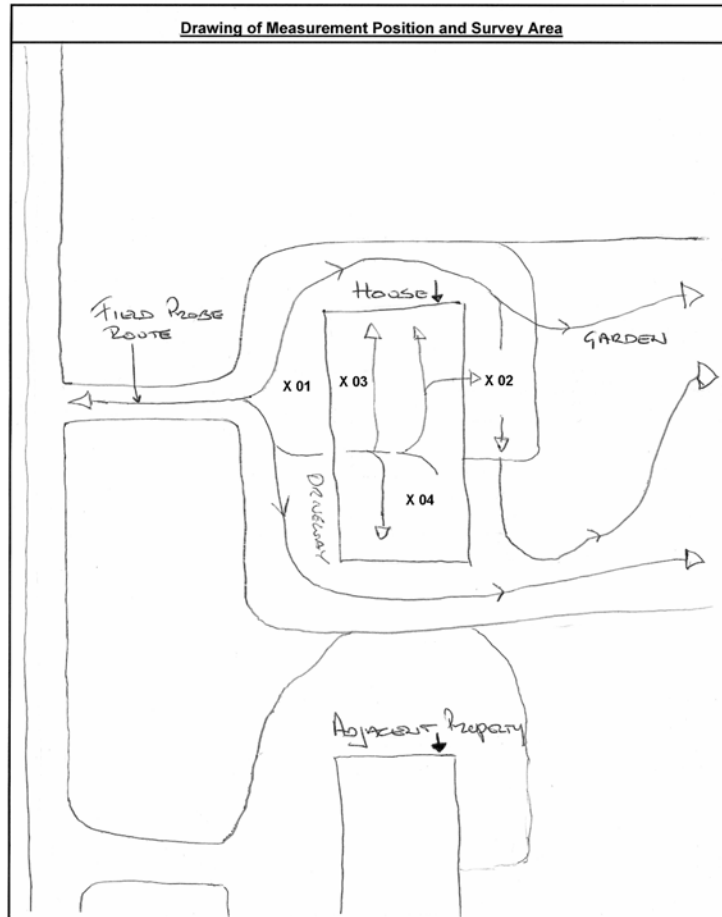 Drawing of Measurement Position and Survey Area
HOUSE
FIELD PROBE
ROUTE
GARDEN
X 01
X 03
X 02
DRIVEWAY
X 04
ADJACENT PROPERTY